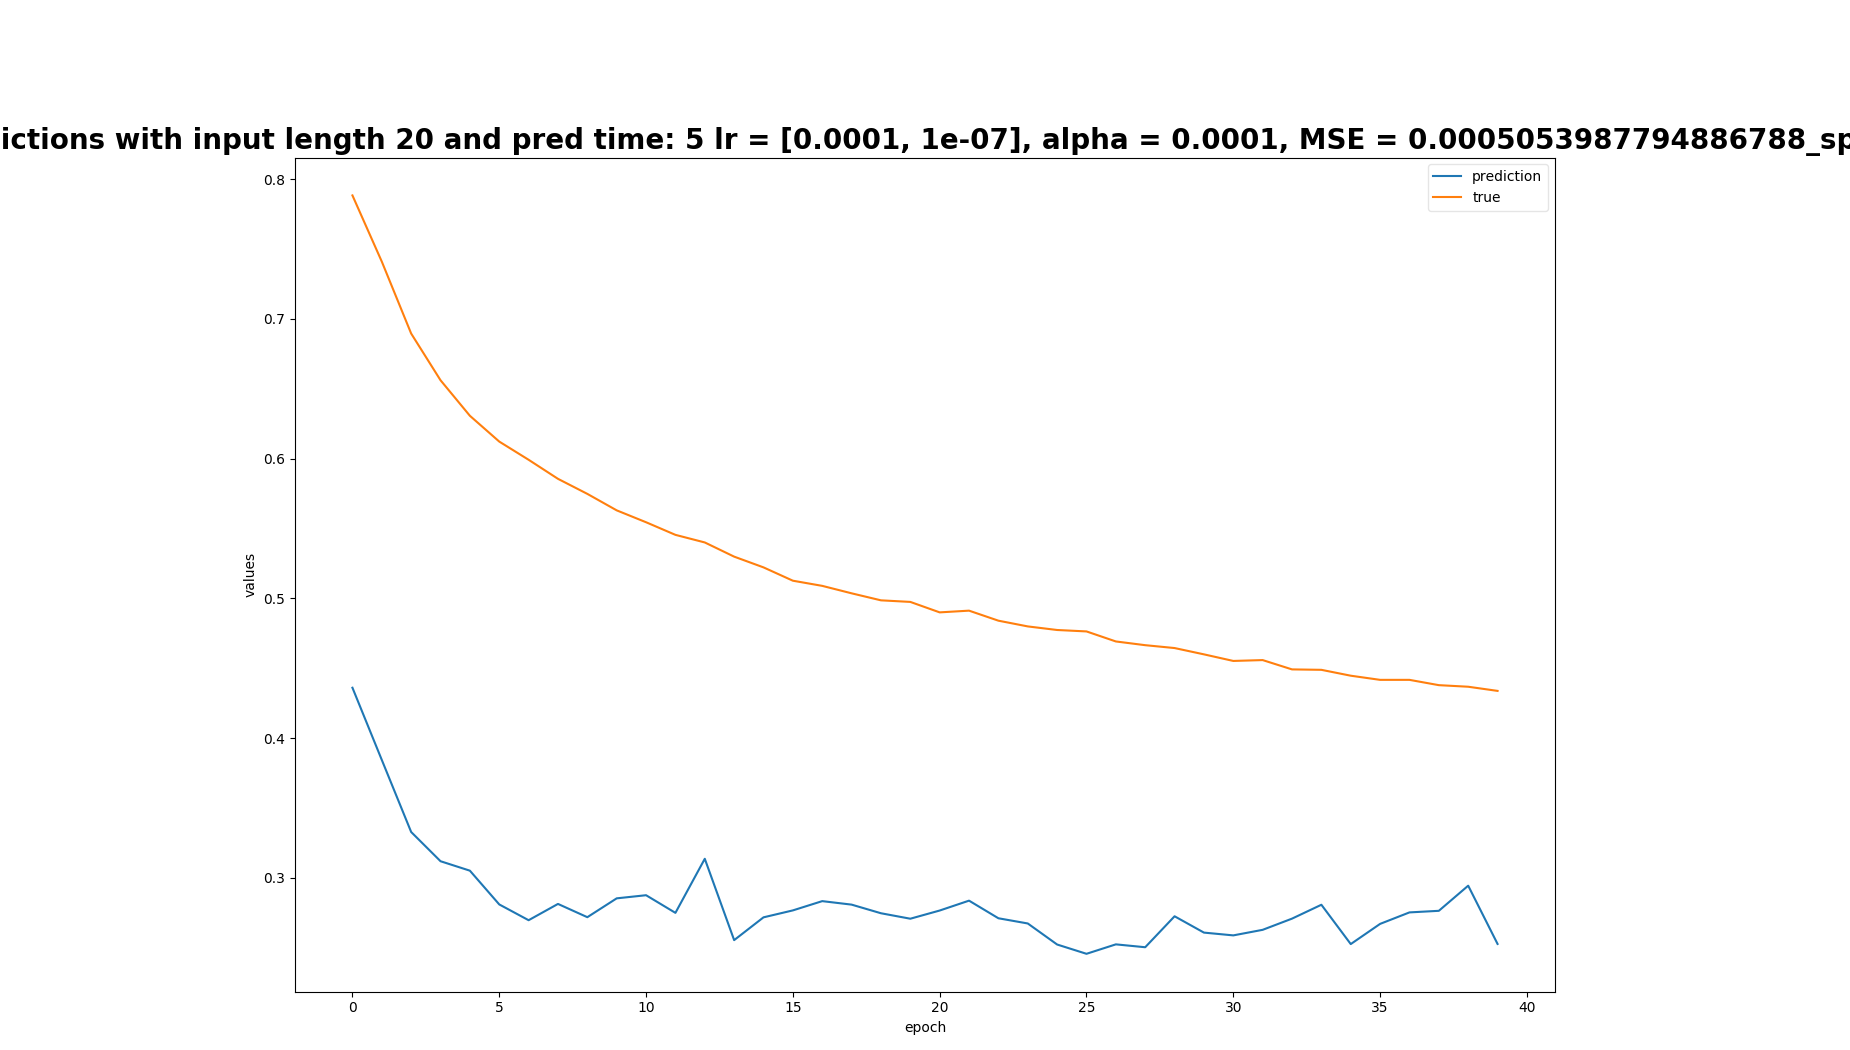 ictions with input length 20 and pred time: 5 lr = [0.0001, 1e-07], alpha = 0.0001, MSE = 0.0005053987794886788_sp
prediction
true
0.8
0.7
0.6
0.5
0.4
0.3
values
0 5 10 15 20 25 30 35 40
epoch